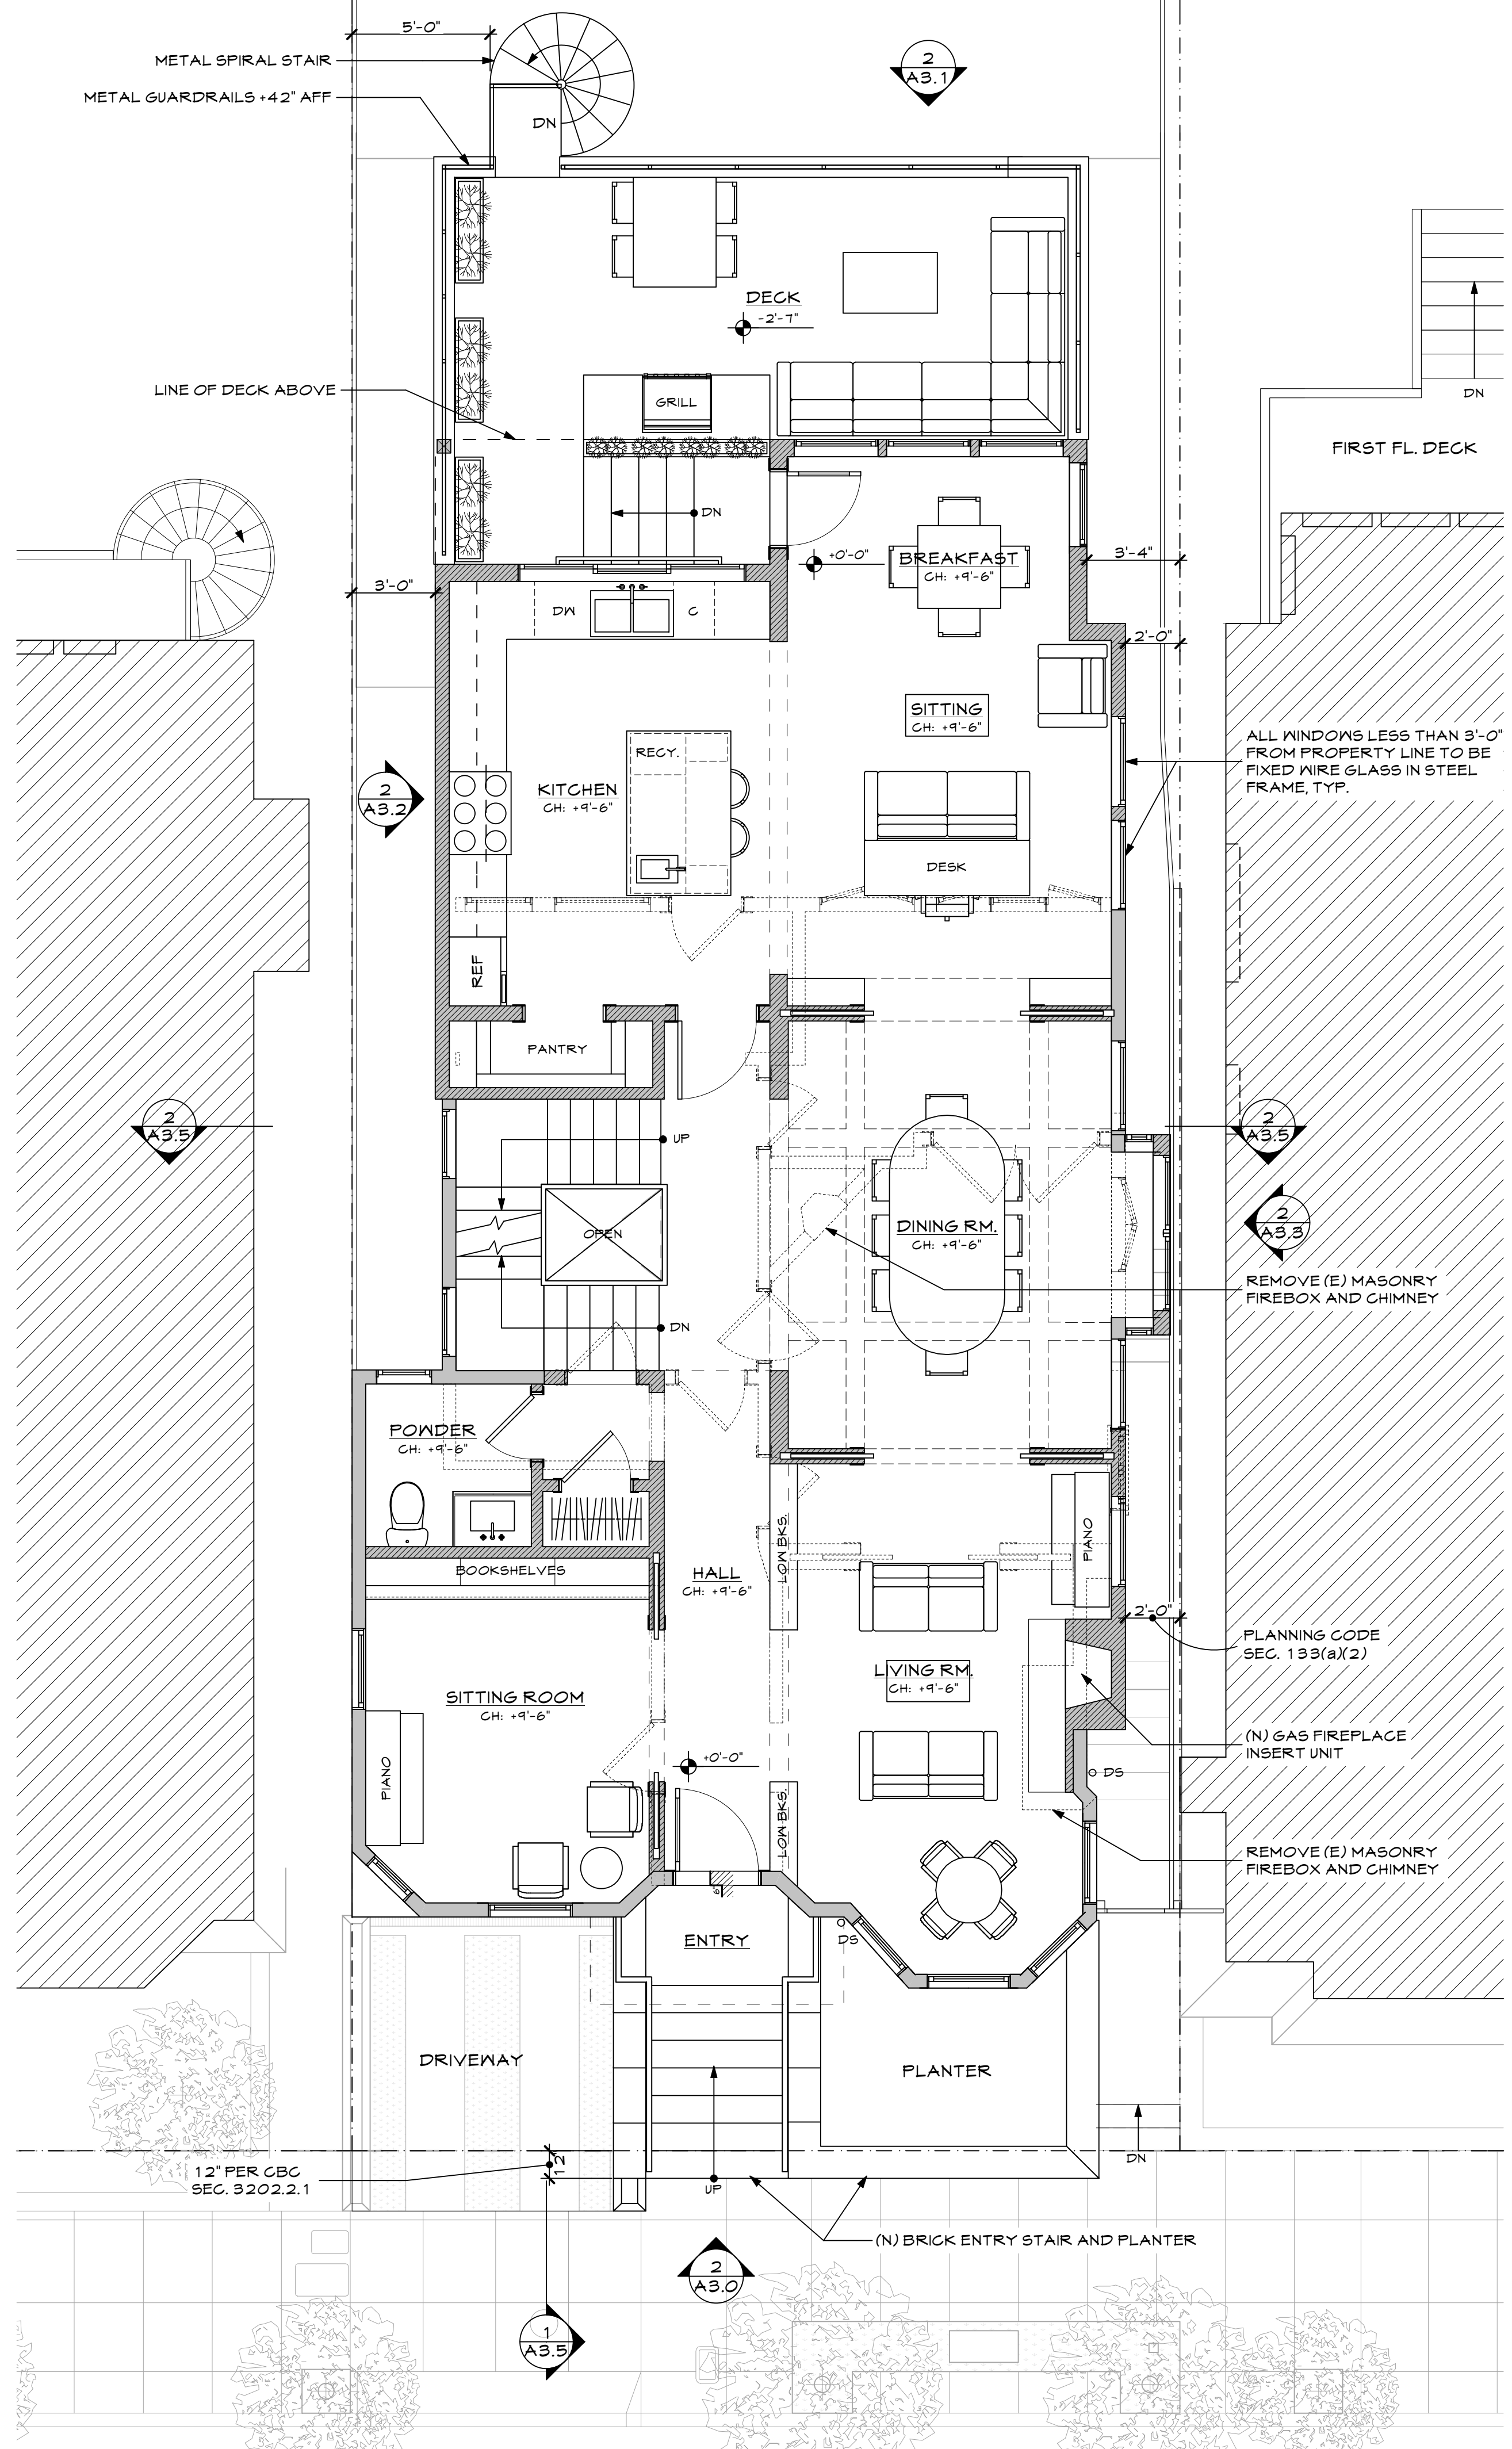 5'-0"
METAL SPIRAL STAIR
2
A3.1
METAL GUARDRAILS +42" AFF
DN
DECK
-2'-7"
LINE OF DECK ABOVE
GRILL
DN
FIRST FL. DECK
DN
+0'-0"
BREAKFAST
CH: +9'-6"
3'-4"
3'-0"
DW
C
2'-0"
SITTING
CH: +9'-6"
ALL WINDOWS LESS THAN 3'-0"
FROM PROPERTY LINE TO BE
FIXED WIRE GLASS IN STEEL
FRAME, TYP.
RECY.
2
A3.2
KITCHEN
CH: +9'-6"
DESK
REF
PANTRY
2
A3.5
UP
2
A3.5
OPEN
DINING RM.
CH: +9'-6"
2
A3.3
REMOVE (E) MASONRY
FIREBOX AND CHIMNEY
DN
POWDER
CH: +9'-6"
LOW BKS.
PIANO
BOOKSHELVES
HALL
CH: +9'-6"
2'-0"
PLANNING CODE
SEC. 133(a)(2)
LIVING RM.
CH: +9'-6"
SITTING ROOM
CH: +9'-6"
(N) GAS FIREPLACE
INSERT UNIT
+0'-0"
PIANO
DS
LOW BKS.
REMOVE (E) MASONRY
FIREBOX AND CHIMNEY
6
ENTRY
DS
DRIVEWAY
PLANTER
DN
12"
12" PER CBC
SEC. 3202.2.1
UP
(N) BRICK ENTRY STAIR AND PLANTER
2
A3.0
1
A3.5